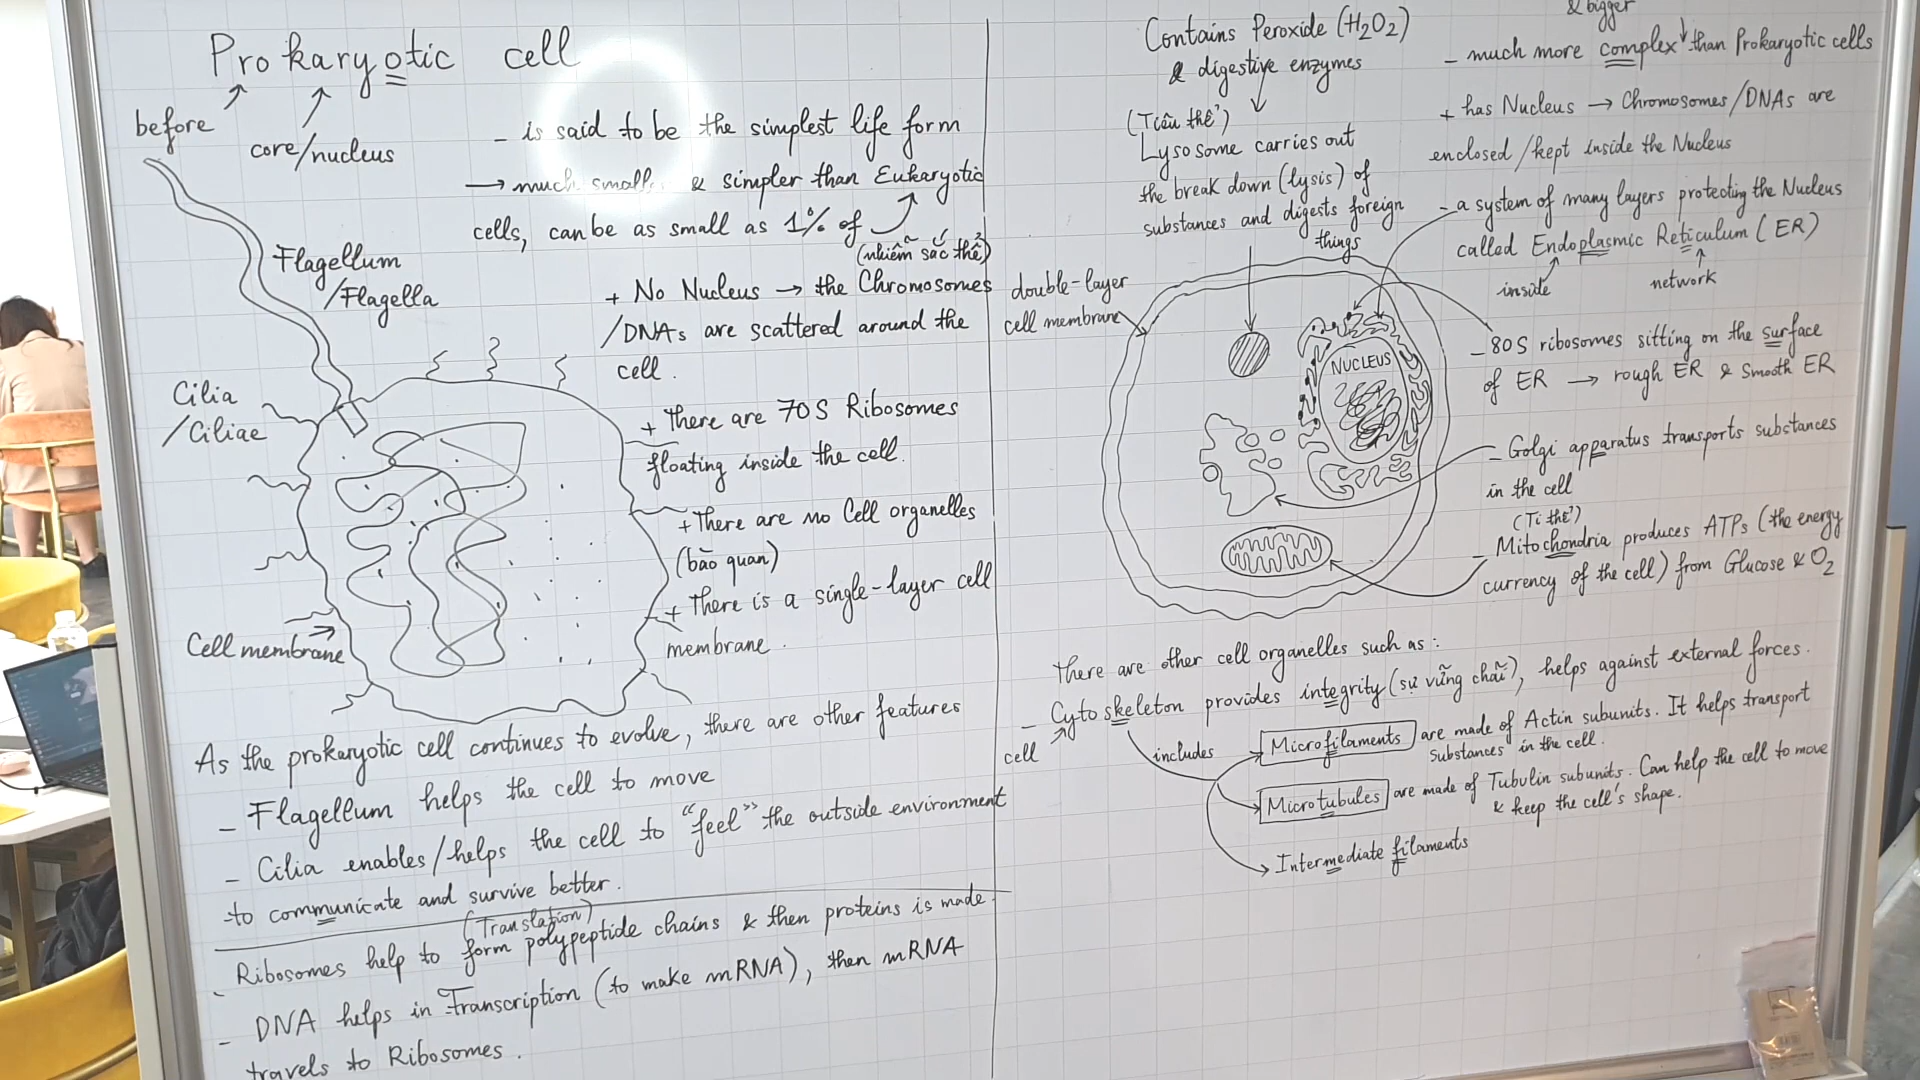 Prokaryotic cell
before
core/nucleus
- is said to be the simplest life form
→ much smaller & simpler than Eukaryotic
cells, can be as small as 1% of
(nhiễm sắc thể)
Flagellum
/Flagella
+ No Nucleus → the Chromosomes
/DNAs are scattered around the
cell.
Cilia
/Ciliae
+ There are 70S Ribosomes
floating inside the cell.
+ There are no Cell organelles
(bào quan)
+ There is a single-layer cell
membrane.
Cell membrane
As the prokaryotic cell continues to evolve, there are other features
- Flagellum helps the cell to move
- Cilia enables/helps the cell to "feel" the outside environment
to communicate and survive better.
(Translation)
- Ribosomes help to form polypeptide chains & then proteins is made.
- DNA helps in Transcription (to make mRNA), then mRNA
travels to Ribosomes.
Contains Peroxide (H2O2)
& digestive enzymes
(Tiêu thể)
Lysosome carries out
the break down (lysis) of
substances and digests foreign
things
double-layer
cell membrane
NUCLEUS
& bigger
- much more complex than Prokaryotic cells
+ has Nucleus → Chromosomes/DNAs are
enclosed/kept inside the Nucleus
- a system of many layers protecting the Nucleus
called Endoplasmic Reticulum (ER)
inside
network
- 80S ribosomes sitting on the surface
of ER → rough ER & Smooth ER
- Golgi apparatus transports substances
in the cell
(Ti thể)
- Mitochondria produces ATPs (the energy
currency of the cell) from Glucose & O2
There are other cell organelles such as:
- Cytoskeleton provides integrity (sự vững chãi), helps against external forces.
cell
includes
Microfilaments are made of Actin subunits. It helps transport
Substances in the cell.
Microtubules are made of Tubulin subunits. Can help the cell to move
& keep the cell's shape.
Intermediate filaments